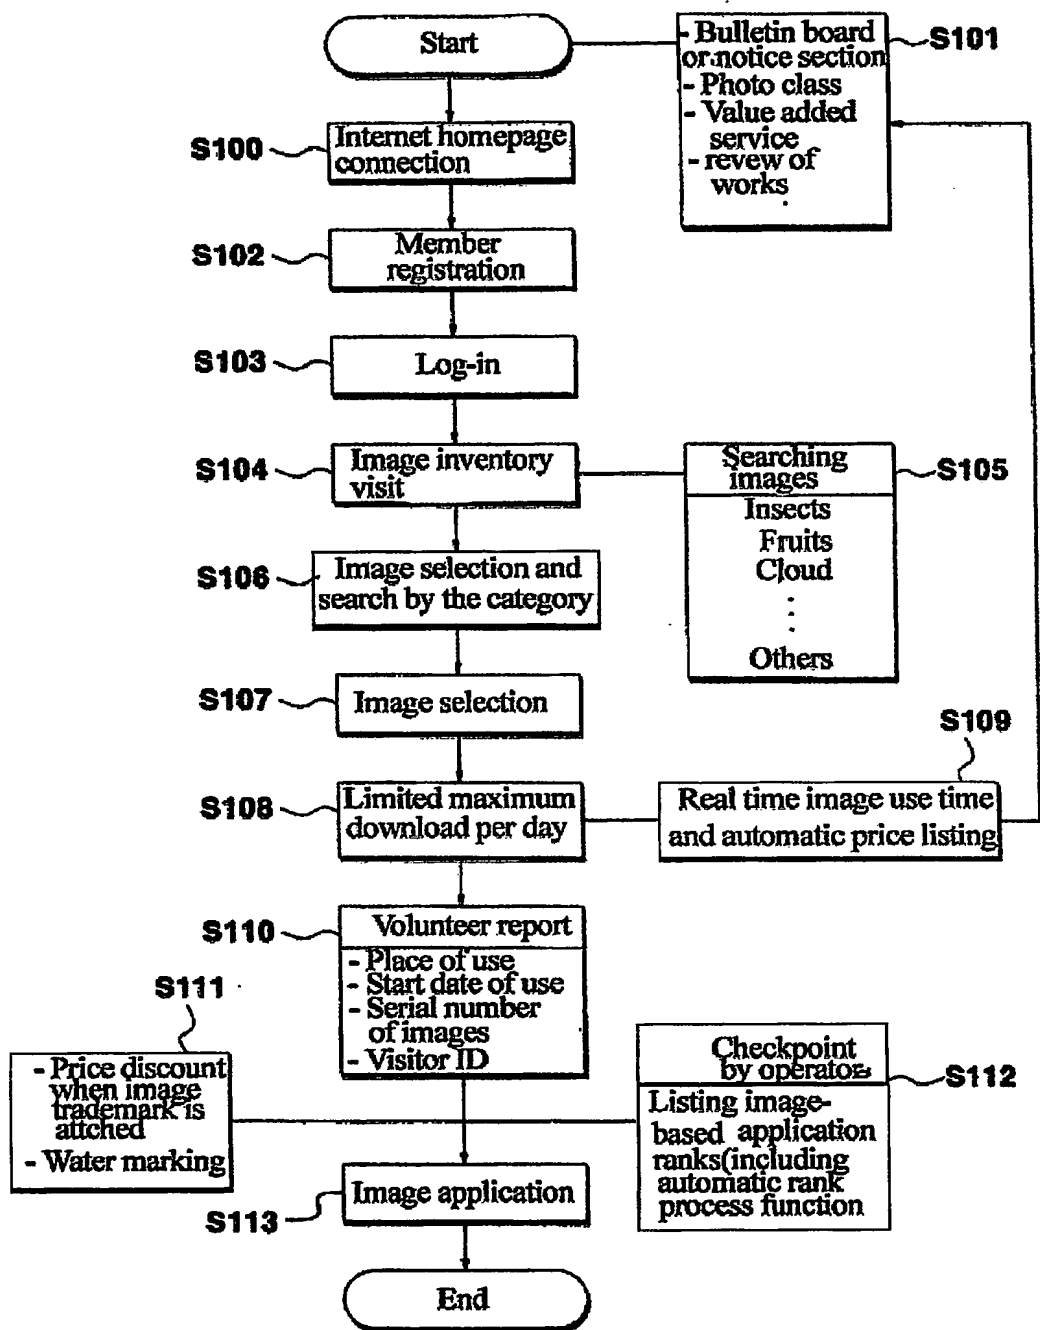 Start
- Bulletin board
or notice section
- Photo class
- Value added
service
- revew of
works
S101
S100
Internet homepage
connection
S102
Member
registration
S103
Log-in
S104
Image inventory
visit
Searching
images
Insects
Fruits
Cloud
Others
S105
S106
Image selection and
search by the category
S107
Image selection
S109
S108
Limited maximum
download per day
Real time image use time
and automatic price listing
S110
Volunteer report
- Place of use
- Start date of use
- Serial number
of images
- Visitor ID
S111
- Price discount
when image
trademark is
attched
- Water marking
Checkpoint
by operator
Listing image-
based application
ranks(including
automatic rank
process function
S112
Image application
S113
End